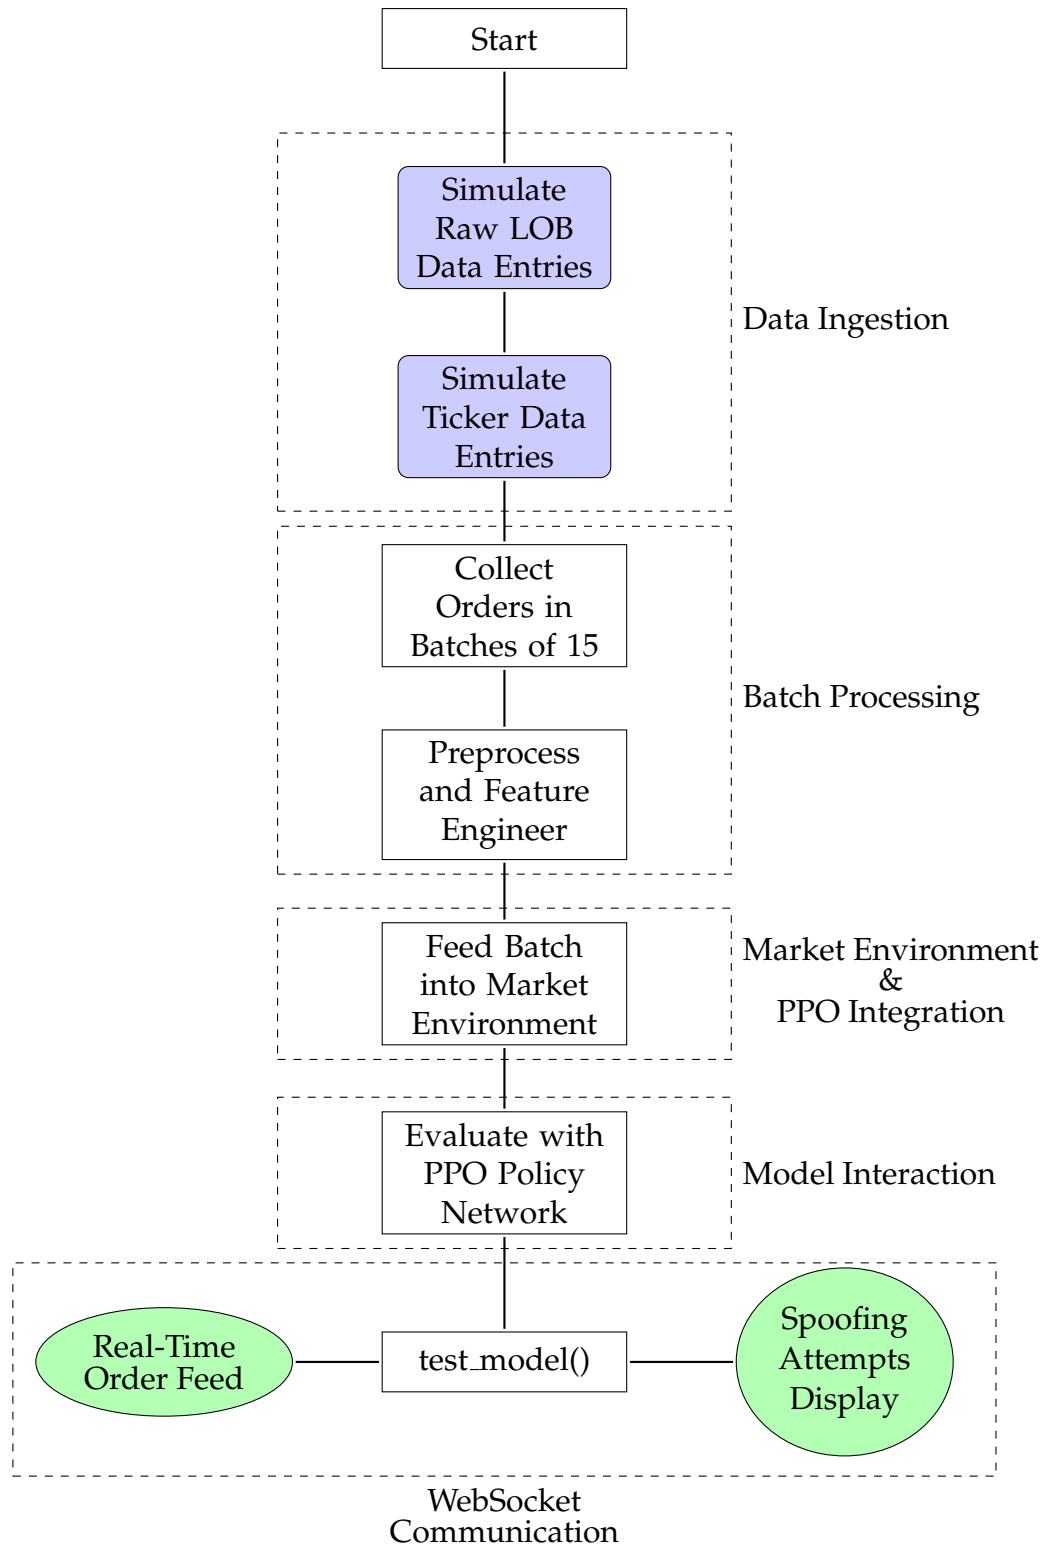 Start
Simulate
Raw LOB
Data Entries
Data Ingestion
Simulate
Ticker Data
Entries
Collect
Orders in
Batches of 15
Batch Processing
Preprocess
and Feature
Engineer
Feed Batch
into Market
Environment
Market Environment
&
PPO Integration
Evaluate with
PPO Policy
Network
Model Interaction
Real-Time
Order Feed
test_model()
Spoofing
Attempts
Display
WebSocket
Communication